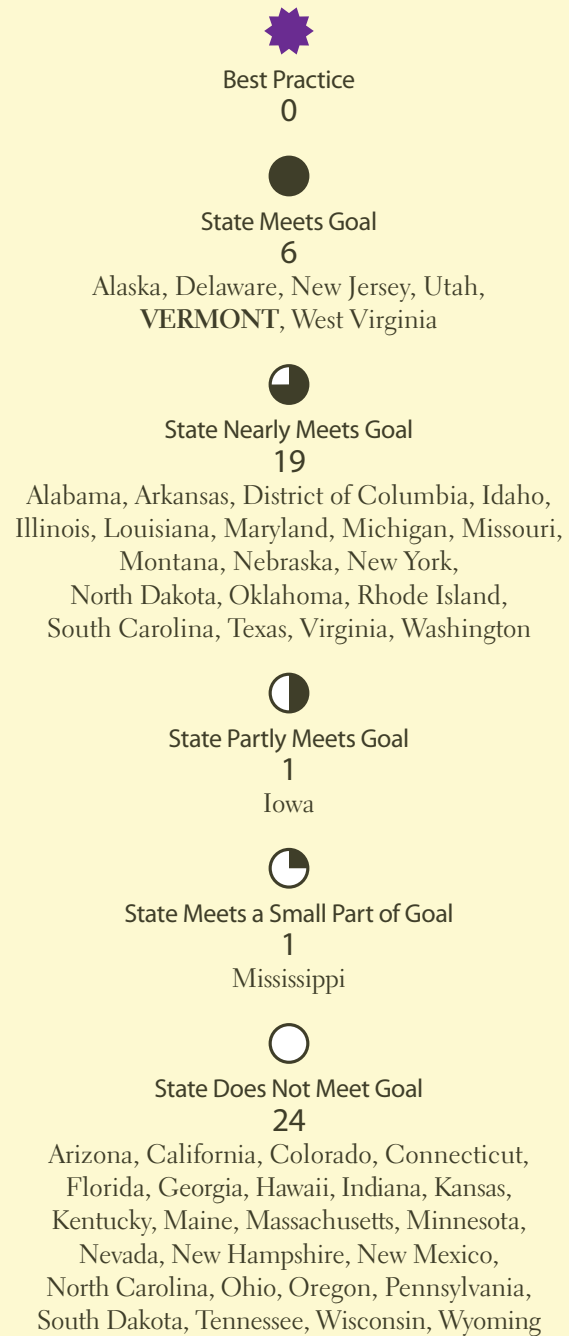 Best Practice
0
State Meets Goal
6
Alaska, Delaware, New Jersey, Utah,
VERMONT, West Virginia
State Nearly Meets Goal
19
Alabama, Arkansas, District of Columbia, Idaho,
Illinois, Louisiana, Maryland, Michigan, Missouri,
Montana, Nebraska, New York,
North Dakota, Oklahoma, Rhode Island,
South Carolina, Texas, Virginia, Washington
State Partly Meets Goal
1
Iowa
State Meets a Small Part of Goal
1
Mississippi
State Does Not Meet Goal
24
Arizona, California, Colorado, Connecticut,
Florida, Georgia, Hawaii, Indiana, Kansas,
Kentucky, Maine, Massachusetts, Minnesota,
Nevada, New Hampshire, New Mexico,
North Carolina, Ohio, Oregon, Pennsylvania,
South Dakota, Tennessee, Wisconsin, Wyoming